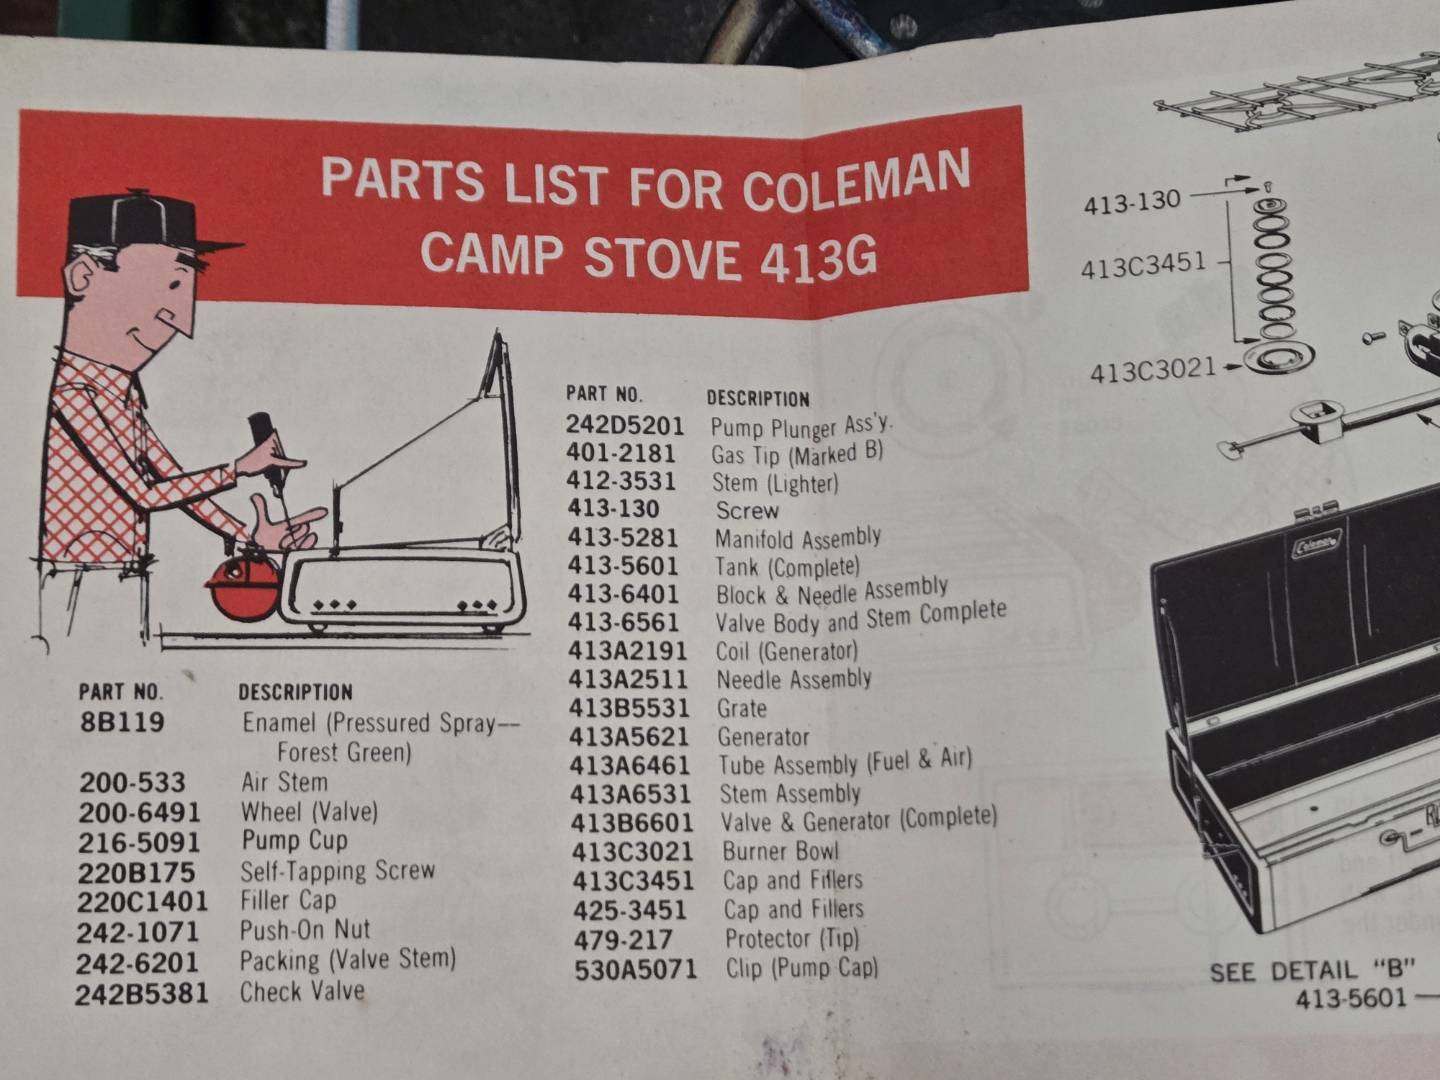 PARTS LIST FOR COLEMAN
CAMP STOVE 413G
PART NO. DESCRIPTION
8B119 Enamel (Pressured Spray—
Forest Green)
200-533 Air Stem
200-6491 Wheel (Valve)
216-5091 Pump Cup
220B175 Self-Tapping Screw
220C1401 Filler Cap
242-1071 Push-On Nut
242-6201 Packing (Valve Stem)
242B5381 Check Valve
PART NO. DESCRIPTION
242D5201 Pump Plunger Ass'y.
401-2181 Gas Tip (Marked B)
412-3531 Stem (Lighter)
413-130 Screw
413-5281 Manifold Assembly
413-5601 Tank (Complete)
413-6401 Block & Needle Assembly
413-6561 Valve Body and Stem Complete
413A2191 Coil (Generator)
413A2511 Needle Assembly
413B5531 Grate
413A5621 Generator
413A6461 Tube Assembly (Fuel & Air)
413A6531 Stem Assembly
413B6601 Valve & Generator (Complete)
413C3021 Burner Bowl
413C3451 Cap and Fillers
425-3451 Cap and Fillers
479-217 Protector (Tip)
530A5071 Clip (Pump Cap)
413-130
413C3451
413C3021
Coleman
SEE DETAIL "B"
413-5601